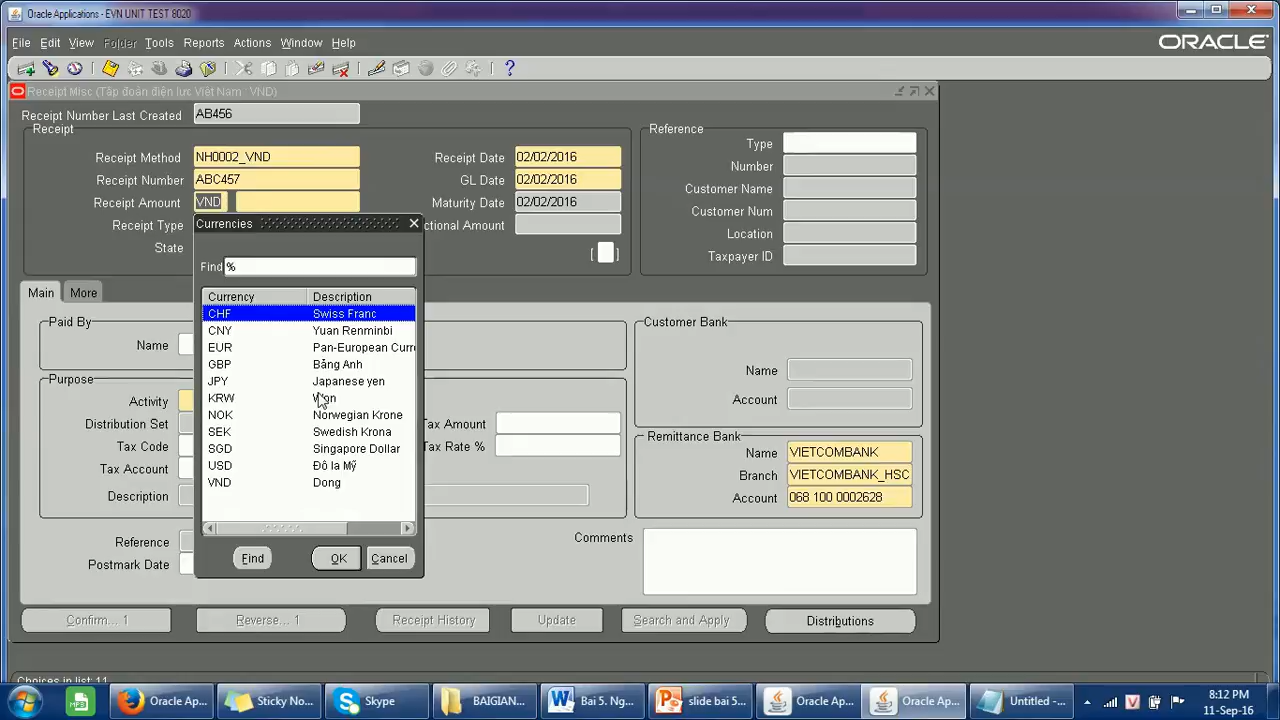 Oracle Applications - EVN UNIT TEST 8020
File Edit View Folder Tools Reports Actions Window Help
ORACLE
Receipt Misc (Tập đoàn điện lực Việt Nam : VND)
Receipt Number Last Created AB456
Receipt
Receipt Method NH0002_VND
Receipt Number ABC457
Receipt Amount VND
Receipt Type
State
Receipt Date 02/02/2016
GL Date 02/02/2016
Maturity Date 02/02/2016
ctional Amount
[ ]
Reference
Type
Number
Customer Name
Customer Num
Location
Taxpayer ID
Currencies
Find %
Currency Description
CHF Swiss Franc
CNY Yuan Renminbi
EUR Pan-European Curre
GBP Bảng Anh
JPY Japanese yen
KRW Won
NOK Norwegian Krone
SEK Swedish Krona
SGD Singapore Dollar
USD Đô la Mỹ
VND Dong
Find OK Cancel
Main More
Paid By
Name
Purpose
Activity
Distribution Set
Tax Code
Tax Account
Description
Tax Amount
Tax Rate %
Reference
Postmark Date
Customer Bank
Name
Account
Remittance Bank
Name VIETCOMBANK
Branch VIETCOMBANK_HSC
Account 068 100 0002628
Comments
Confirm... 1 Reverse... 1 Receipt History Update Search and Apply Distributions
Choices in list: 11
MP3 Oracle Ap... Sticky No... Skype BAIGIAN... Bai 5. Ng... slide bai 5... Oracle Ap... Oracle Ap... Untitled -... V
8:12 PM
11-Sep-16